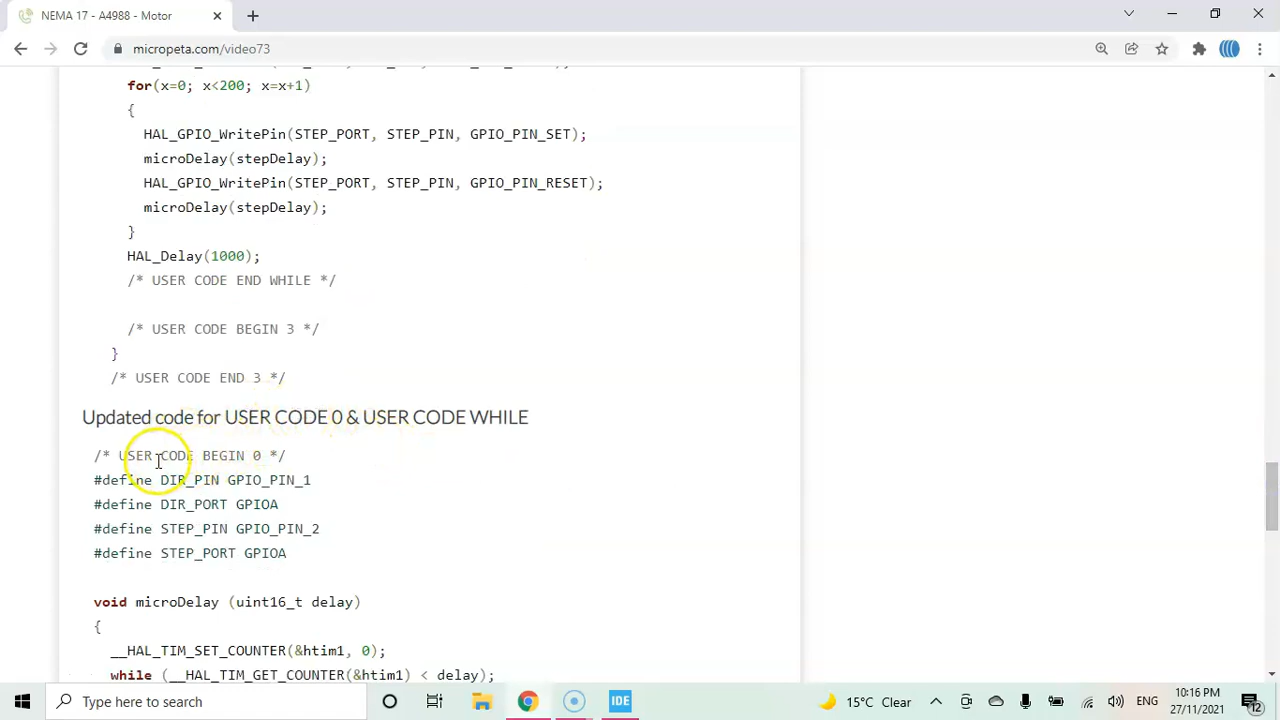 NEMA 17 - A4988 - Motor
micropeta.com/video73
for(x=0; x<200; x=x+1)
{
HAL_GPIO_WritePin(STEP_PORT, STEP_PIN, GPIO_PIN_SET);
microDelay(stepDelay);
HAL_GPIO_WritePin(STEP_PORT, STEP_PIN, GPIO_PIN_RESET);
microDelay(stepDelay);
}
HAL_Delay(1000);
/* USER CODE END WHILE */
/* USER CODE BEGIN 3 */
}
/* USER CODE END 3 */
Updated code for USER CODE 0 & USER CODE WHILE
/* USER CODE BEGIN 0 */
#define DIR_PIN GPIO_PIN_1
#define DIR_PORT GPIOA
#define STEP_PIN GPIO_PIN_2
#define STEP_PORT GPIOA
void microDelay (uint16_t delay)
{
__HAL_TIM_SET_COUNTER(&htim1, 0);
while (__HAL_TIM_GET_COUNTER(&htim1) < delay);
Type here to search
IDE
15°C Clear
10:16 PM
27/11/2021
12